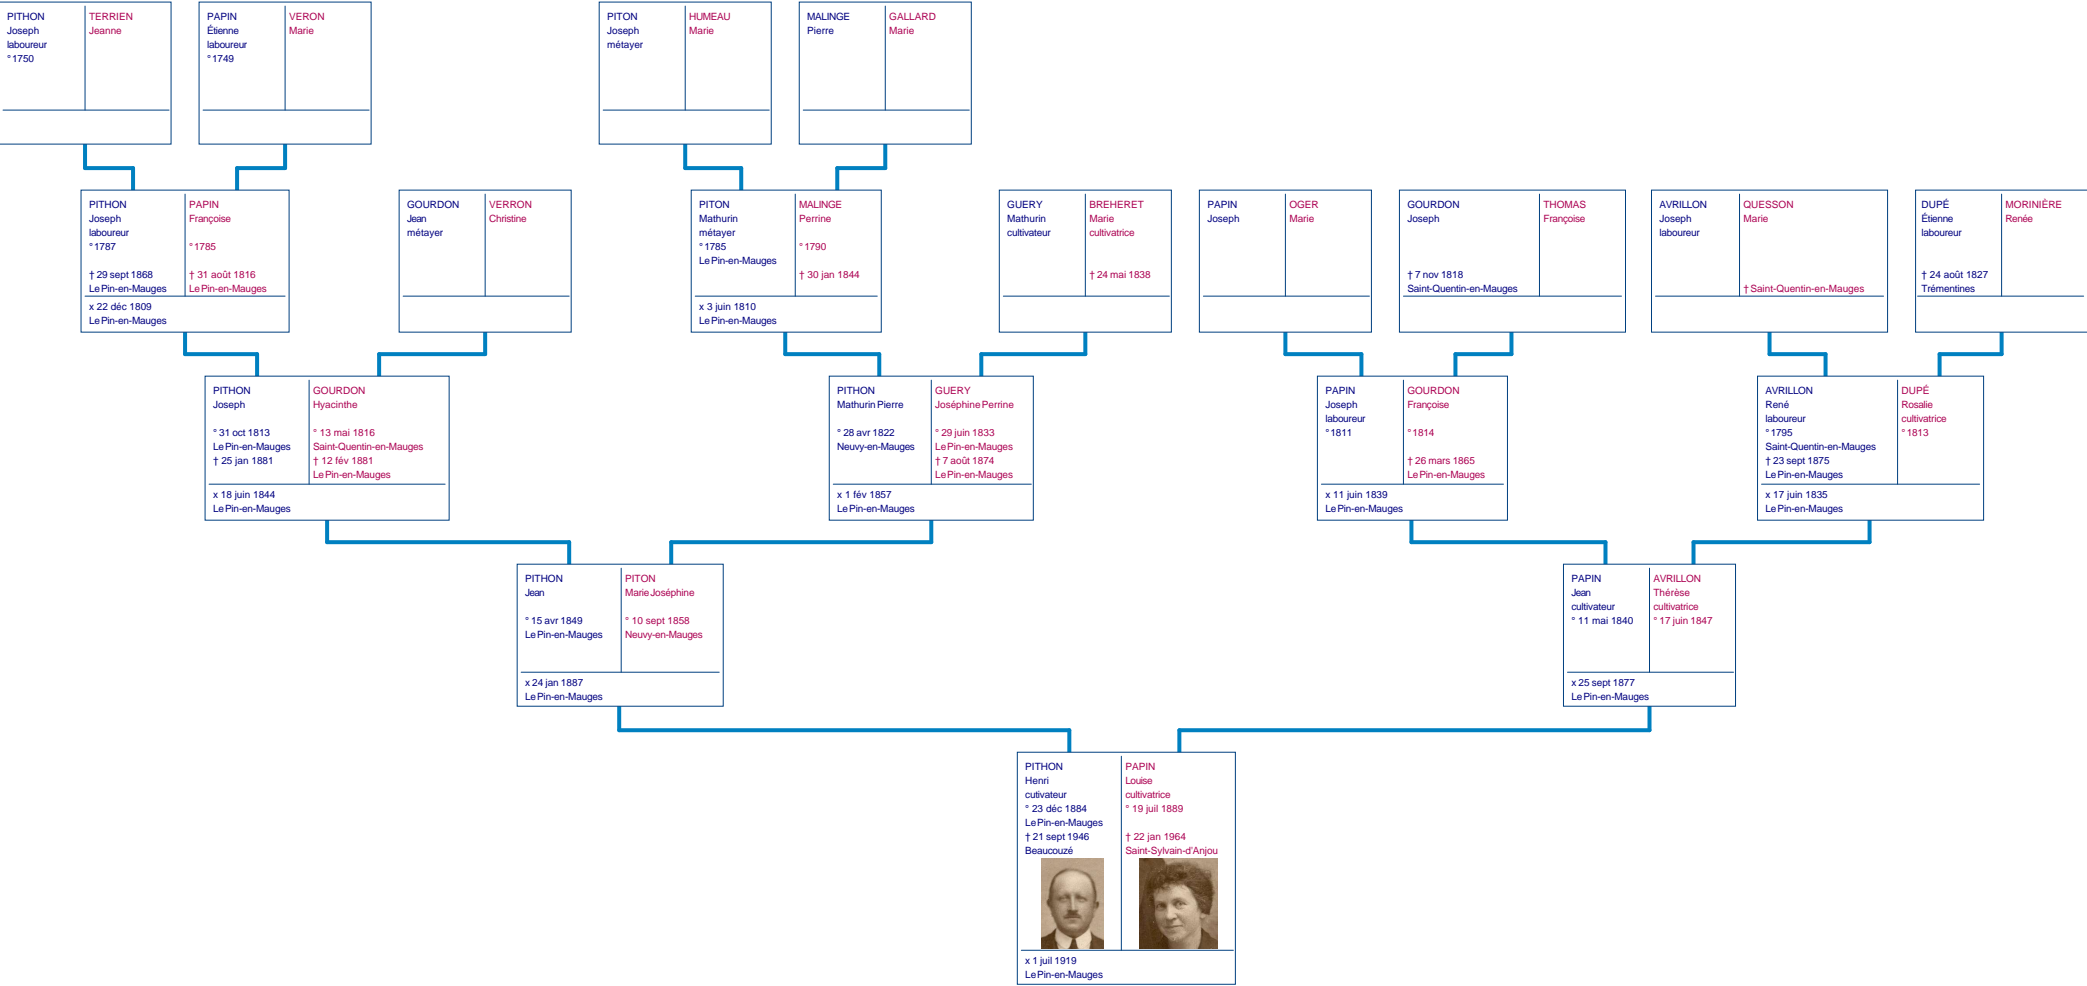 PITHON
Joseph
laboureur
° 1750
TERRIEN
Jeanne
PAPIN
Étienne
laboureur
° 1749
VERON
Marie
PITON
Joseph
métayer
HUMEAU
Marie
MALINGE
Pierre
GALLARD
Marie
PITHON
Joseph
laboureur
° 1787
† 29 sept 1868
Le Pin-en-Mauges
PAPIN
Françoise
° 1785
† 31 août 1816
Le Pin-en-Mauges
x 22 déc 1809
Le Pin-en-Mauges
GOURDON
Jean
métayer
VERRON
Christine
PITON
Mathurin
métayer
° 1785
Le Pin-en-Mauges
MALINGE
Perrine
° 1790
† 30 jan 1844
x 3 juin 1810
Le Pin-en-Mauges
GUERY
Mathurin
cultivateur
BREHERET
Marie
cultivatrice
† 24 mai 1838
PAPIN
Joseph
OGER
Marie
GOURDON
Joseph
† 7 nov 1818
Saint-Quentin-en-Mauges
THOMAS
Françoise
AVRILLON
Joseph
laboureur
QUESSON
Marie
† Saint-Quentin-en-Mauges
DUPÉ
Étienne
laboureur
† 24 août 1827
Trémentines
MORINIÈRE
Renée
PITHON
Joseph
° 31 oct 1813
Le Pin-en-Mauges
† 25 jan 1881
GOURDON
Hyacinthe
° 13 mai 1816
Saint-Quentin-en-Mauges
† 12 fév 1881
Le Pin-en-Mauges
x 18 juin 1844
Le Pin-en-Mauges
PITHON
Mathurin Pierre
° 28 avr 1822
Neuvy-en-Mauges
GUERY
Joséphine Perrine
° 29 juin 1833
Le Pin-en-Mauges
† 7 août 1874
Le Pin-en-Mauges
x 1 fév 1857
Le Pin-en-Mauges
PAPIN
Joseph
laboureur
° 1811
GOURDON
Françoise
° 1814
† 26 mars 1865
Le Pin-en-Mauges
x 11 juin 1839
Le Pin-en-Mauges
AVRILLON
René
laboureur
° 1795
Saint-Quentin-en-Mauges
† 23 sept 1875
Le Pin-en-Mauges
DUPÉ
Rosalie
cultivatrice
° 1813
x 17 juin 1835
Le Pin-en-Mauges
PITHON
Jean
° 15 avr 1849
Le Pin-en-Mauges
PITON
Marie Joséphine
° 10 sept 1858
Neuvy-en-Mauges
x 24 jan 1887
Le Pin-en-Mauges
PAPIN
Jean
cultivateur
° 11 mai 1840
AVRILLON
Thérèse
cultivatrice
° 17 juin 1847
x 25 sept 1877
Le Pin-en-Mauges
PITHON
Henri
cutivateur
° 23 déc 1884
Le Pin-en-Mauges
† 21 sept 1946
Beaucouzé
PAPIN
Louise
cultivatrice
° 19 juil 1889
† 22 jan 1964
Saint-Sylvain-d'Anjou
x 1 juil 1919
Le Pin-en-Mauges